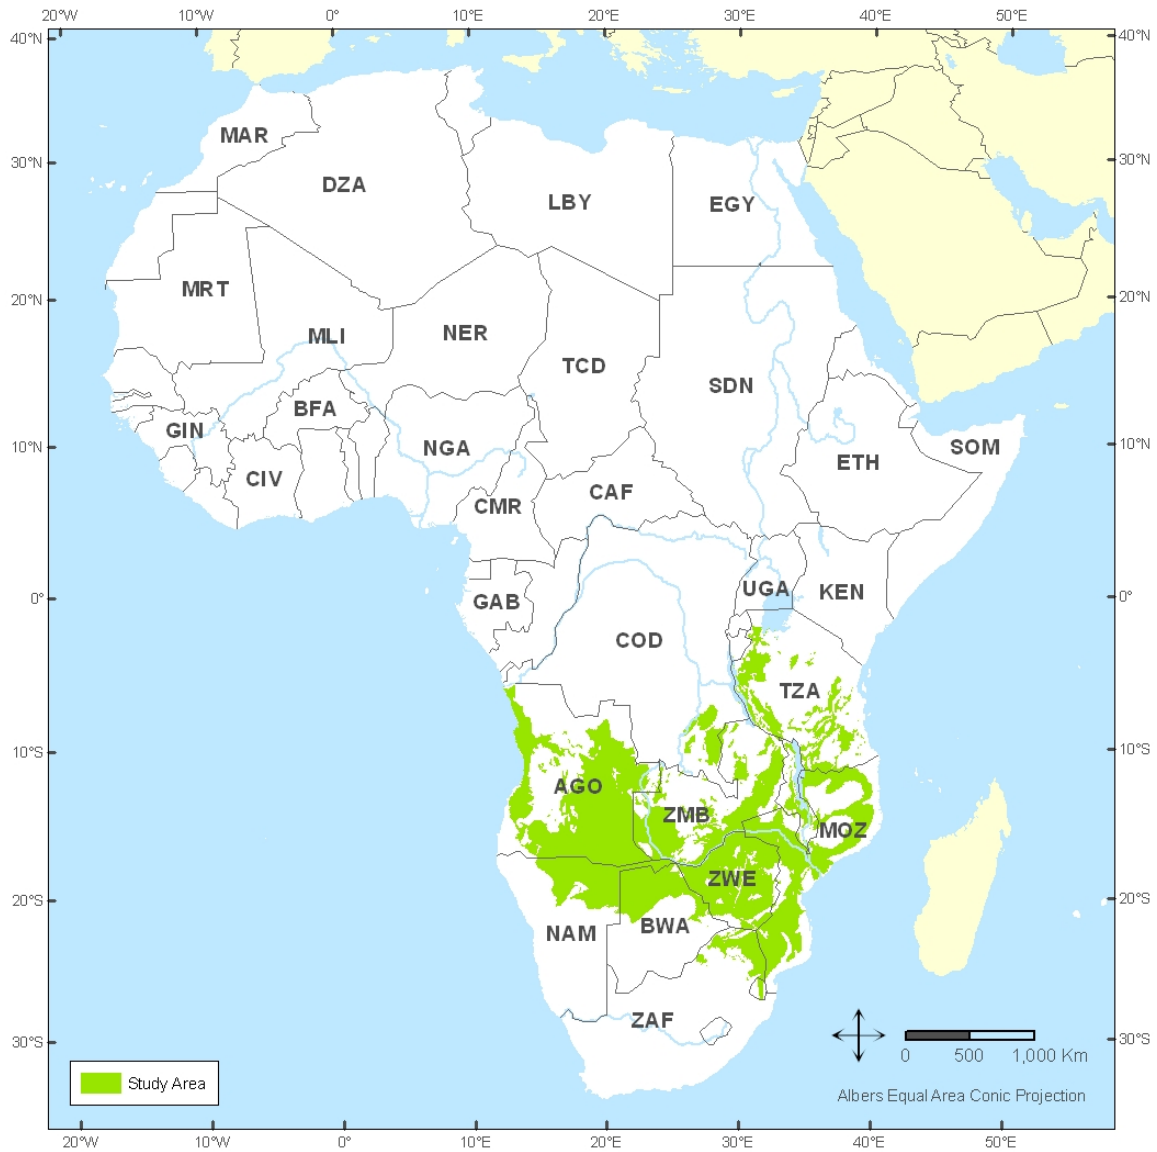 20°W 10°W 0° 10°E 20°E 30°E 40°E 50°E
40°N 40°N
MAR
30°N 30°N
DZA
LBY EGY
MRT
20°N 20°N
MLI NER
TCD
SDN
BFA
GIN
10°N NGA SOM 10°N
ETH
CIV
CAF
CMR
UGA
0° GAB KEN 0°
COD
TZA
10°S 10°S
AGO
ZMB
MOZ
ZWE
20°S 20°S
NAM BWA
ZAF
30°S 30°S
0 500 1,000 Km
Study Area
Albers Equal Area Conic Projection
20°W 10°W 0° 10°E 20°E 30°E 40°E 50°E